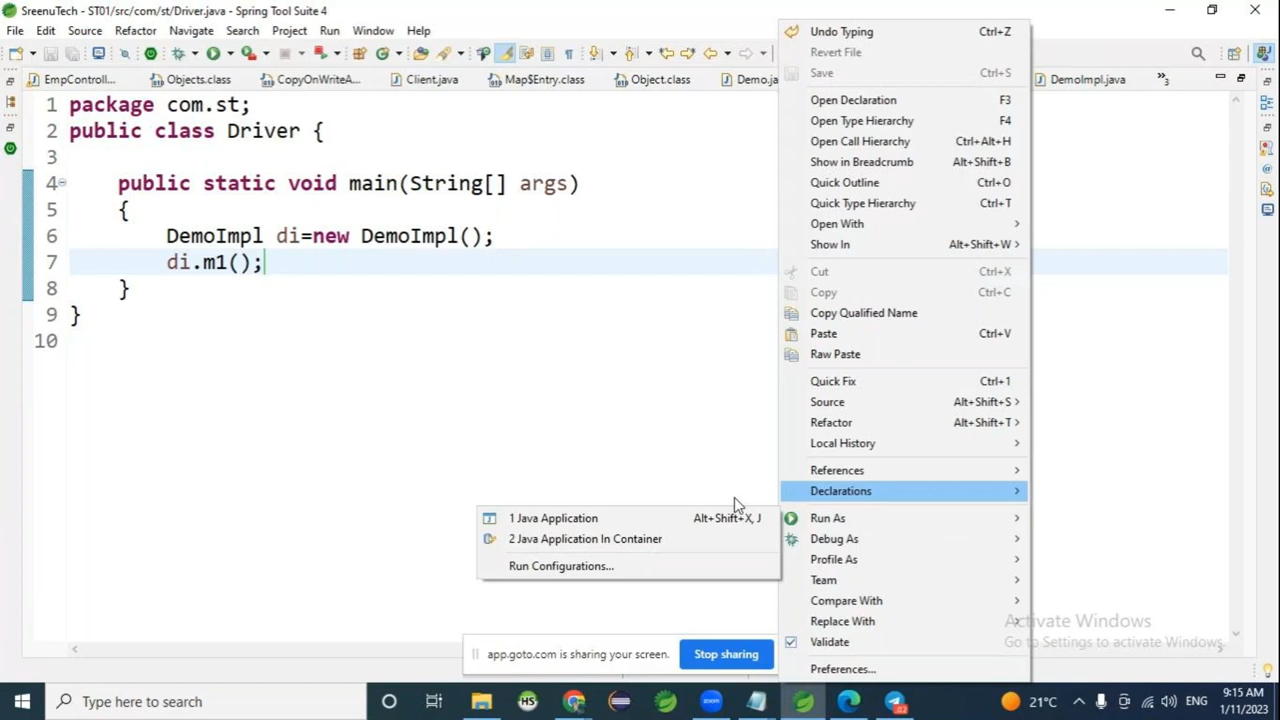 SreenuTech - ST01/src/com/st/Driver.java - Spring Tool Suite 4
File Edit Source Refactor Navigate Search Project Run Window Help
EmpControll... Objects.class CopyOnWriteA... Client.java Map$Entry.class Object.class Demo.ja DemoImpl.java »3
1 package com.st;
2 public class Driver {
3
4 public static void main(String[] args)
5 {
6 DemoImpl di=new DemoImpl();
7 di.m1();
8 }
9 }
10
Undo Typing Ctrl+Z
Revert File
Save Ctrl+S
Open Declaration F3
Open Type Hierarchy F4
Open Call Hierarchy Ctrl+Alt+H
Show in Breadcrumb Alt+Shift+B
Quick Outline Ctrl+O
Quick Type Hierarchy Ctrl+T
Open With
Show In Alt+Shift+W
Cut Ctrl+X
Copy Ctrl+C
Copy Qualified Name
Paste Ctrl+V
Raw Paste
Quick Fix Ctrl+1
Source Alt+Shift+S
Refactor Alt+Shift+T
Local History
References
Declarations
Run As
Debug As
Profile As
Team
Compare With
Replace With
Validate
Preferences...
1 Java Application Alt+Shift+X, J
2 Java Application In Container
Run Configurations...
Activate Windows
Go to Settings to activate Windows.
app.goto.com is sharing your screen. Stop sharing
Type here to search
HS
21°C ENG
9:15 AM
1/11/2023